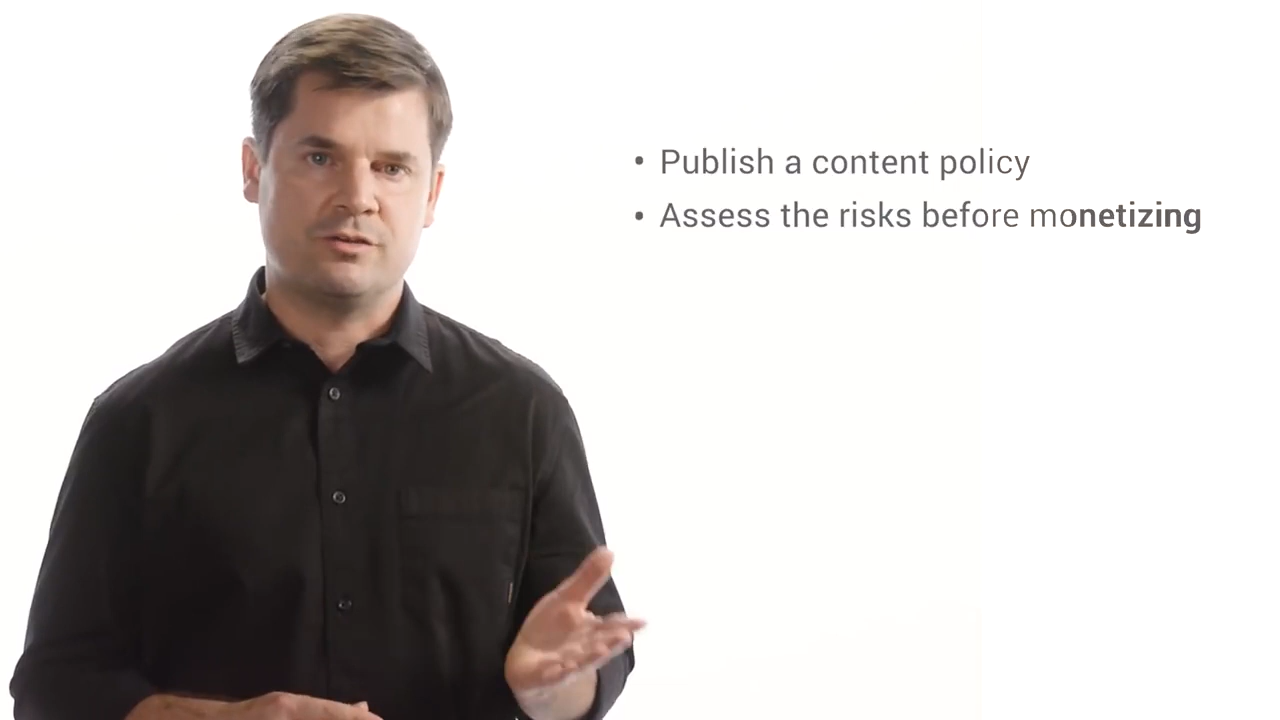 • Publish a content policy
• Assess the risks before monetizing